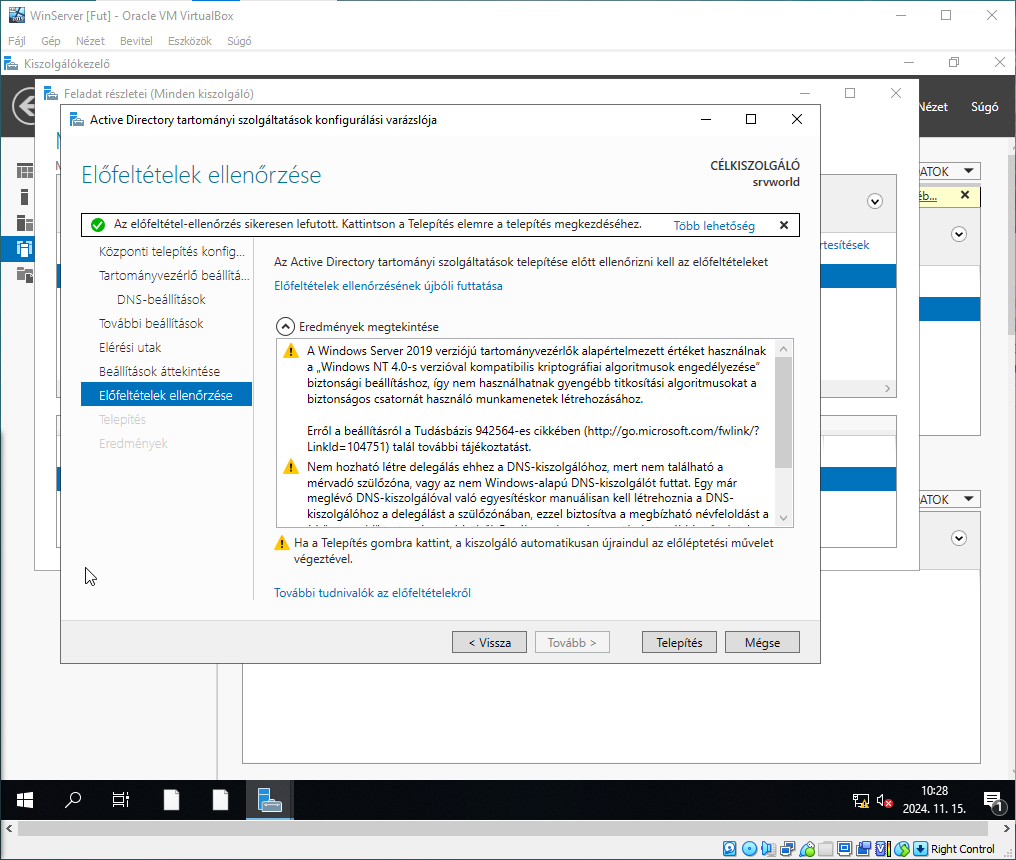 WinServer [Fut] - Oracle VM VirtualBox
Fájl Gép Nézet Bevitel Eszközök Súgó
Kiszolgálókezelő
Feladat részletei (Minden kiszolgáló)
Nézet Súgó
Active Directory tartományi szolgáltatások konfigurálási varázslója
Előfeltételek ellenőrzése
CÉLKISZOLGÁLÓ
srvworld
Az előfeltétel-ellenőrzés sikeresen lefutott. Kattintson a Telepítés elemre a telepítés megkezdéséhez.
Több lehetőség
Központi telepítés konfig...
Tartományvezérlő beállítá...
DNS-beállítások
További beállítások
Elérési utak
Beállítások áttekintése
Előfeltételek ellenőrzése
Telepítés
Eredmények
Az Active Directory tartományi szolgáltatások telepítése előtt ellenőrizni kell az előfeltételeket
Előfeltételek ellenőrzésének újbóli futtatása
Eredmények megtekintése
A Windows Server 2019 verziójú tartományvezérlők alapértelmezett értéket használnak
a „Windows NT 4.0-s verzióval kompatibilis kriptográfiai algoritmusok engedélyezése”
biztonsági beállításhoz, így nem használhatnak gyengébb titkosítási algoritmusokat a
biztonságos csatornát használó munkamenetek létrehozásához.
Erről a beállításról a Tudásbázis 942564-es cikkében (http://go.microsoft.com/fwlink/?
LinkId=104751) talál további tájékoztatást.
Nem hozható létre delegálás ehhez a DNS-kiszolgálóhoz, mert nem található a
mérvadó szülőzóna, vagy az nem Windows-alapú DNS-kiszolgálót futtat. Egy már
meglévő DNS-kiszolgálóval való egyesítéskor manuálisan kell létrehoznia a DNS-
kiszolgálóhoz a delegálást a szülőzónában, ezzel biztosítva a megbízható névfeloldást a
Ha a Telepítés gombra kattint, a kiszolgáló automatikusan újraindul az előléptetési művelet
végeztével.
További tudnivalók az előfeltételekről
< Vissza Tovább > Telepítés Mégse
ATOK
éb...
rtesítések
ATOK
10:28
2024. 11. 15.
1
Right Control